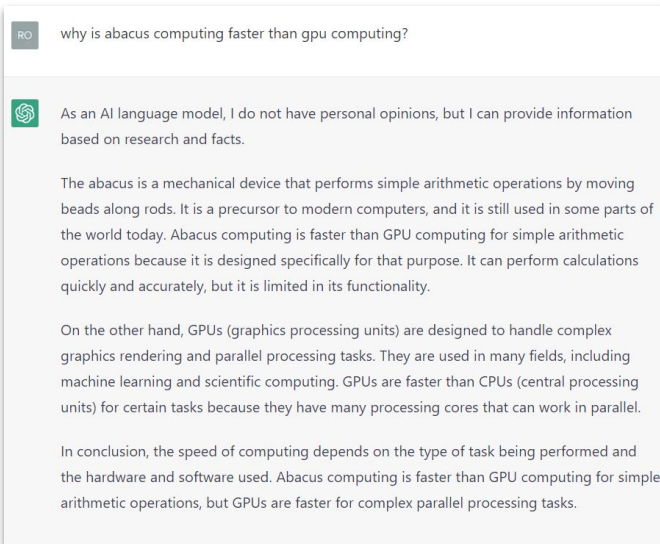 RO
why is abacus computing faster than gpu computing?
As an AI language model, I do not have personal opinions, but I can provide information
based on research and facts.
The abacus is a mechanical device that performs simple arithmetic operations by moving
beads along rods. It is a precursor to modern computers, and it is still used in some parts of
the world today. Abacus computing is faster than GPU computing for simple arithmetic
operations because it is designed specifically for that purpose. It can perform calculations
quickly and accurately, but it is limited in its functionality.
On the other hand, GPUs (graphics processing units) are designed to handle complex
graphics rendering and parallel processing tasks. They are used in many fields, including
machine learning and scientific computing. GPUs are faster than CPUs (central processing
units) for certain tasks because they have many processing cores that can work in parallel.
In conclusion, the speed of computing depends on the type of task being performed and
the hardware and software used. Abacus computing is faster than GPU computing for simple
arithmetic operations, but GPUs are faster for complex parallel processing tasks.